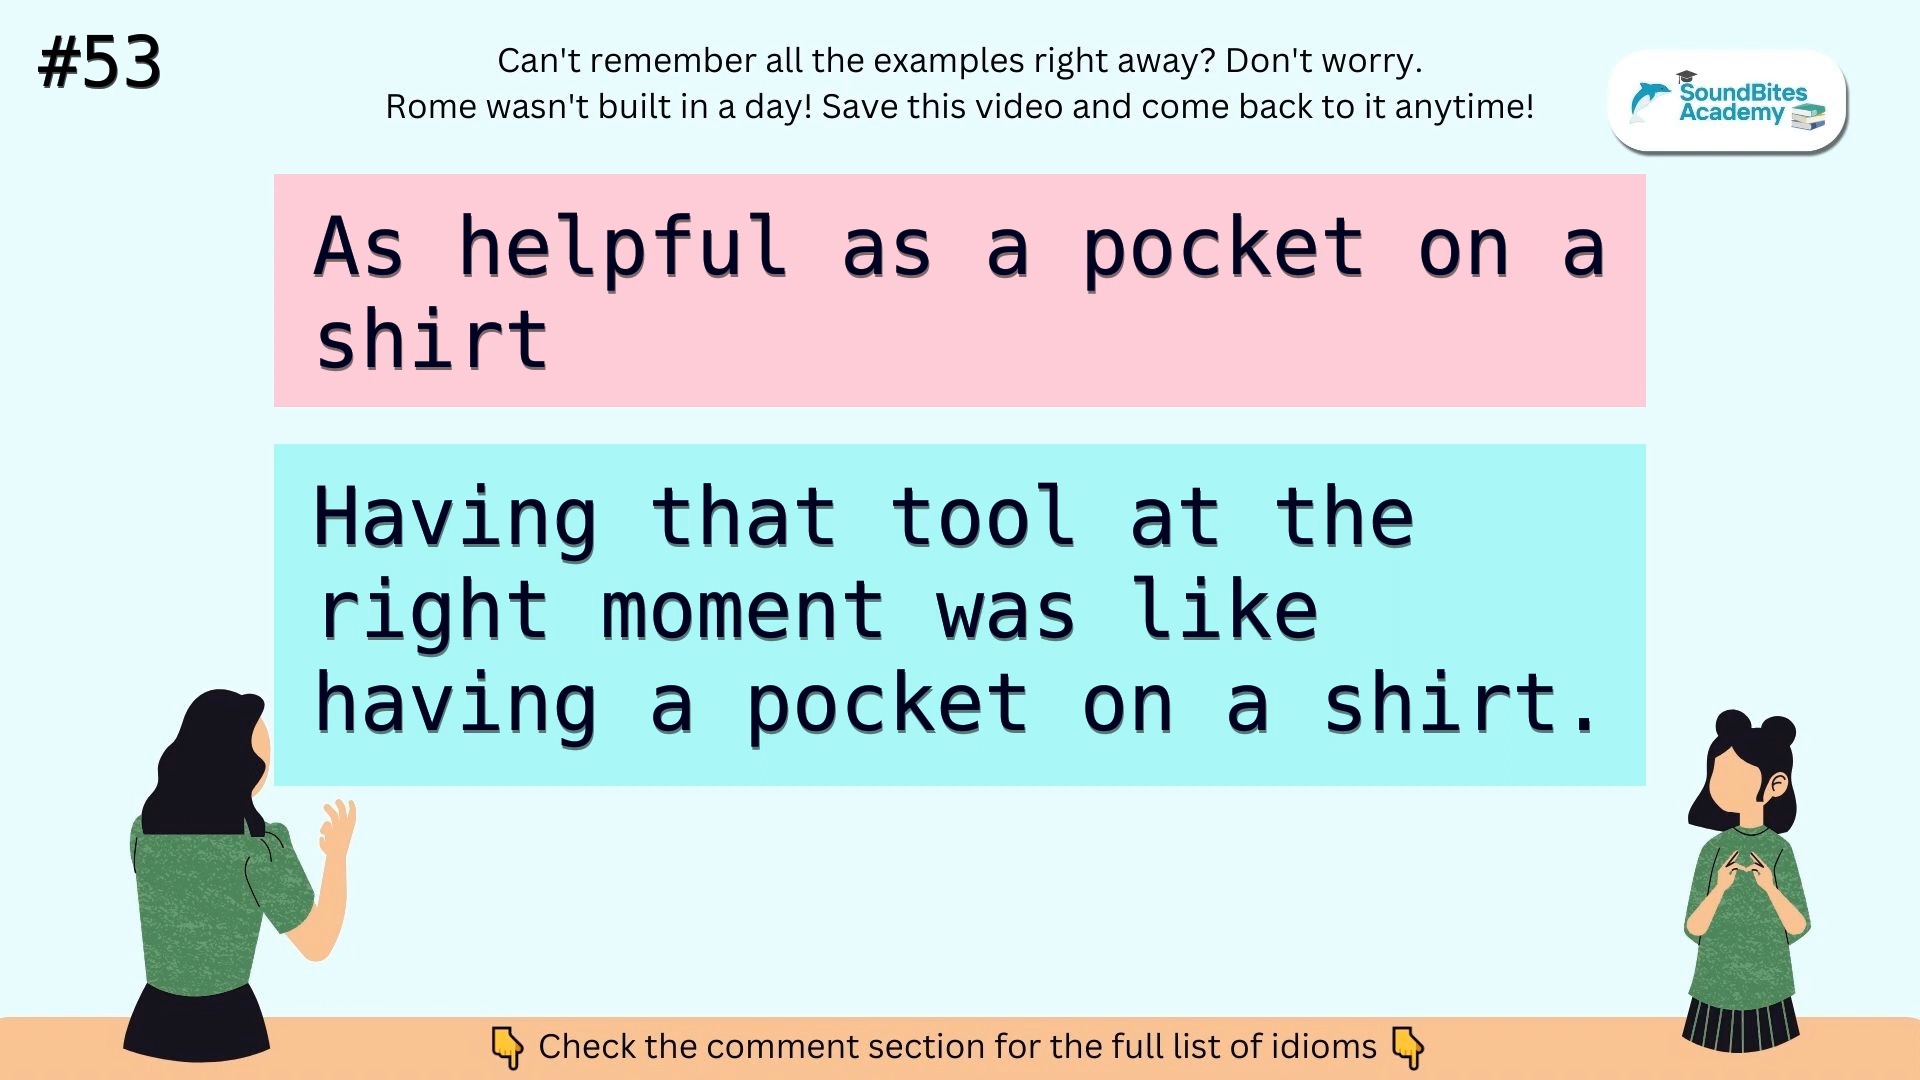 #53
Can't remember all the examples right away? Don't worry.
Rome wasn't built in a day! Save this video and come back to it anytime!
SoundBites
Academy
As helpful as a pocket on a
shirt
Having that tool at the
right moment was like
having a pocket on a shirt.
👇 Check the comment section for the full list of idioms 👇